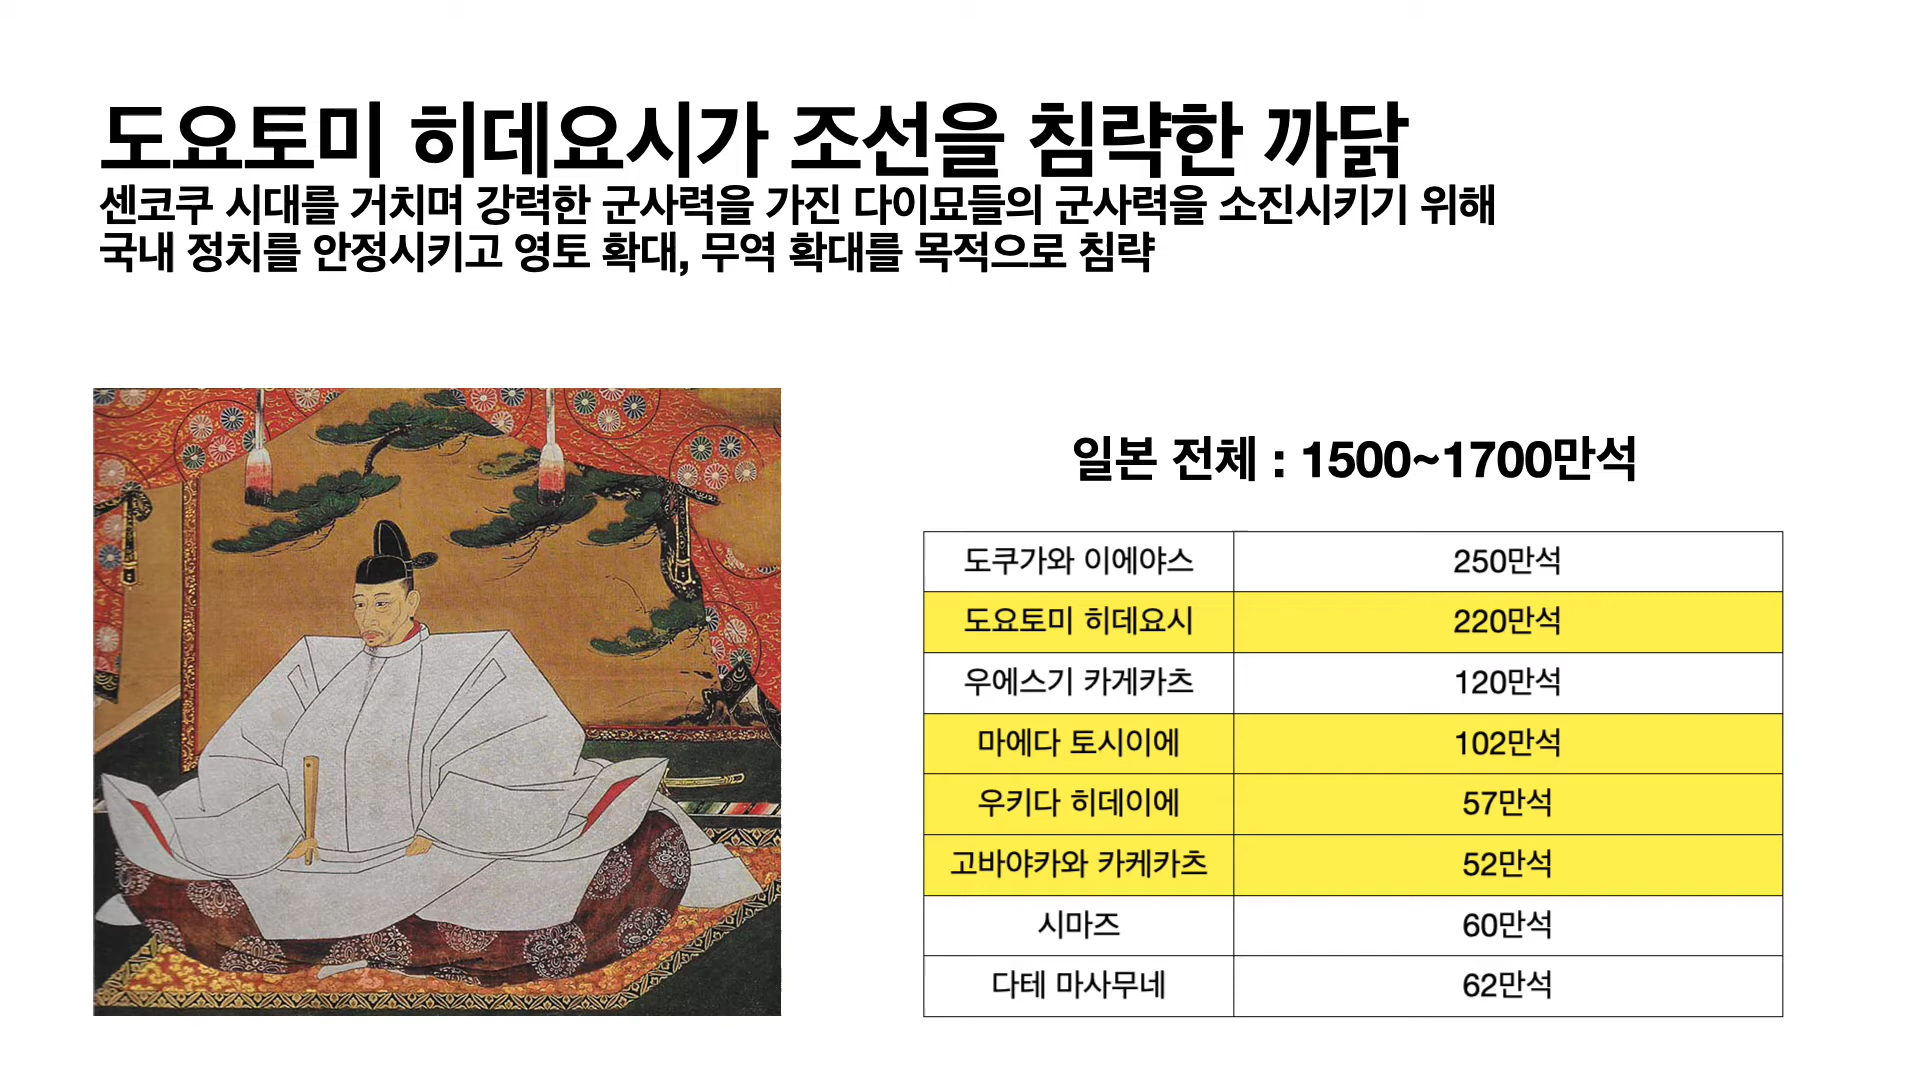 도요토미 히데요시가 조선을 침략한 까닭
센코쿠 시대를 거치며 강력한 군사력을 가진 다이묘들의 군사력을 소진시키기 위해
국내 정치를 안정시키고 영토 확대, 무역 확대를 목적으로 침략
일본 전체 : 1500~1700만석
도쿠가와 이에야스 250만석
도요토미 히데요시 220만석
우에스기 카게카츠 120만석
마에다 토시이에 102만석
우키다 히데이에 57만석
고바야카와 카케카츠 52만석
시마즈 60만석
다테 마사무네 62만석